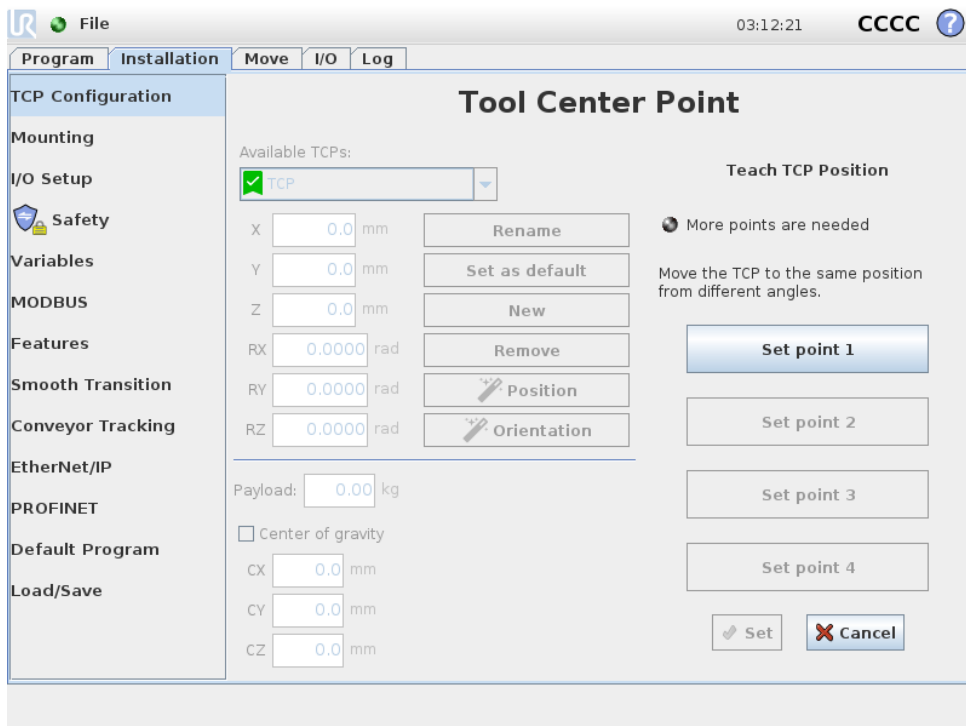 UR File 03:12:21 CCCC ?
Program Installation Move I/O Log
TCP Configuration
Mounting
I/O Setup
Safety
Variables
MODBUS
Features
Smooth Transition
Conveyor Tracking
EtherNet/IP
PROFINET
Default Program
Load/Save
Tool Center Point
Available TCPs:
TCP
X 0.0 mm Rename
Y 0.0 mm Set as default
Z 0.0 mm New
RX 0.0000 rad Remove
RY 0.0000 rad Position
RZ 0.0000 rad Orientation
Payload: 0.00 kg
Center of gravity
CX 0.0 mm
CY 0.0 mm
CZ 0.0 mm
Teach TCP Position
More points are needed
Move the TCP to the same position
from different angles.
Set point 1
Set point 2
Set point 3
Set point 4
Set Cancel